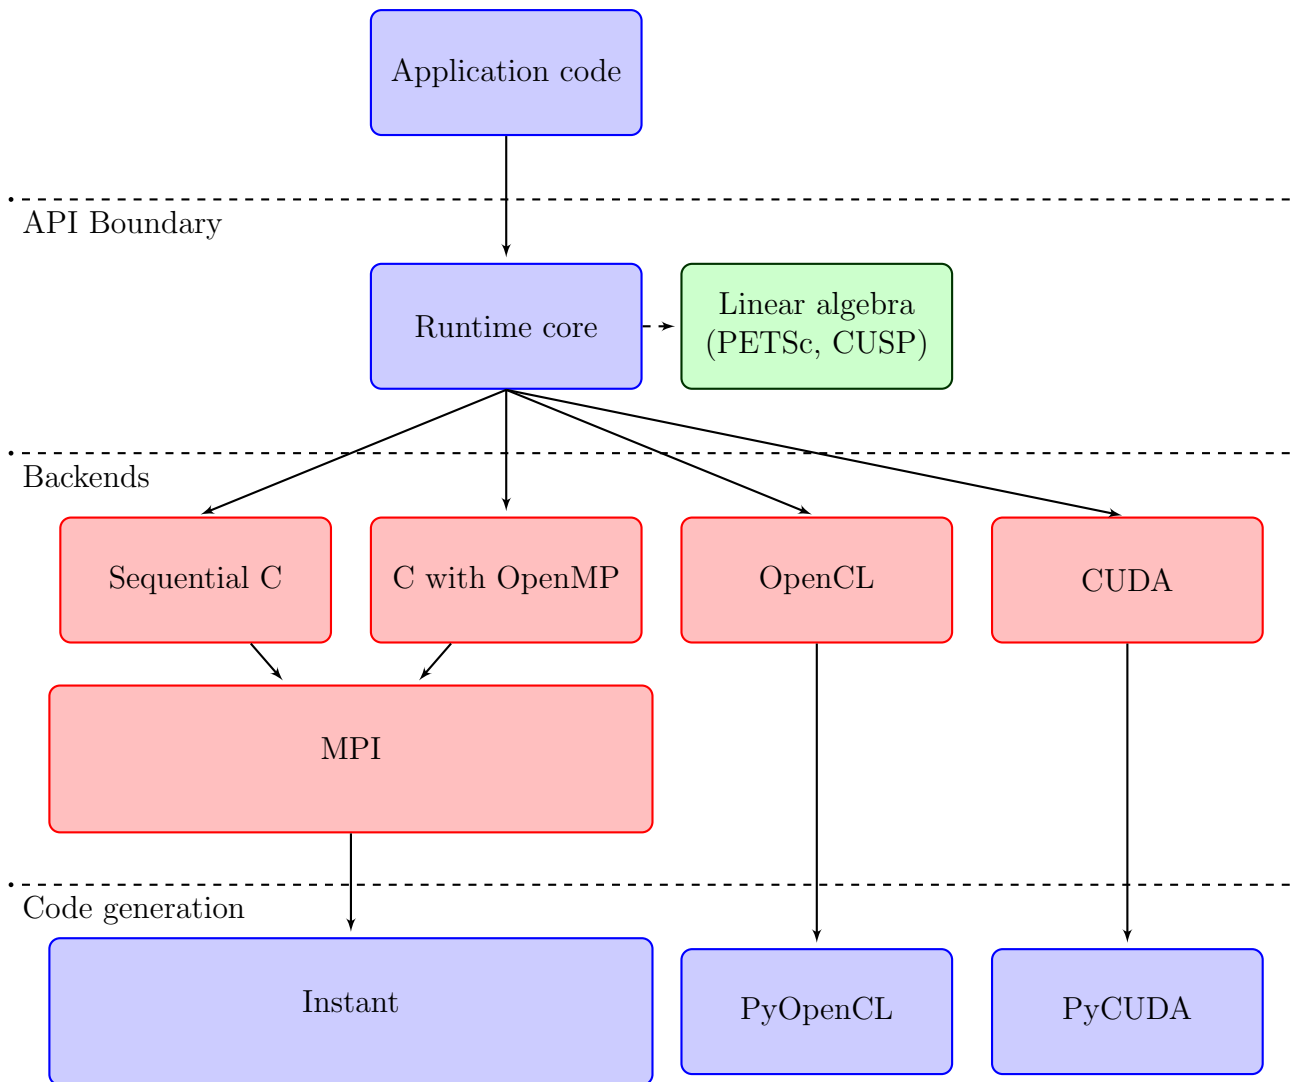 Application code
API Boundary
Runtime core
Linear algebra
(PETSc, CUSP)
Backends
Sequential C
C with OpenMP
OpenCL
CUDA
MPI
Code generation
Instant
PyOpenCL
PyCUDA